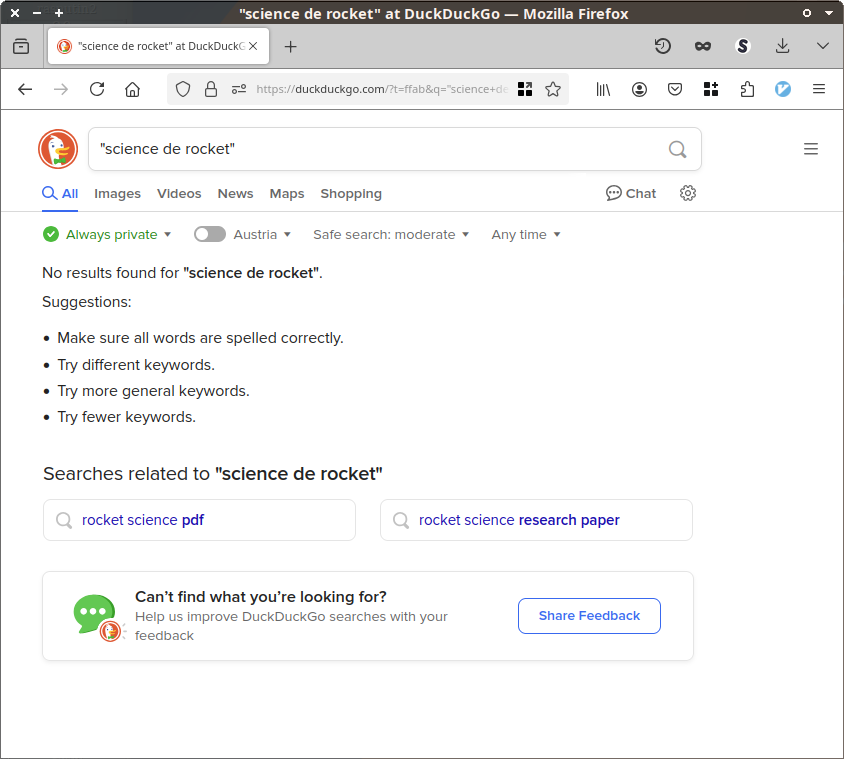 "science de rocket" at DuckDuckGo — Mozilla Firefox
"science de rocket" at DuckDuckG
https://duckduckgo.com/?t=ffab&q="science+de
"science de rocket"
All Images Videos News Maps Shopping Chat
Always private Austria Safe search: moderate Any time
No results found for "science de rocket".
Suggestions:
• Make sure all words are spelled correctly.
• Try different keywords.
• Try more general keywords.
• Try fewer keywords.
Searches related to "science de rocket"
rocket science pdf rocket science research paper
Can't find what you're looking for?
Help us improve DuckDuckGo searches with your
feedback
Share Feedback